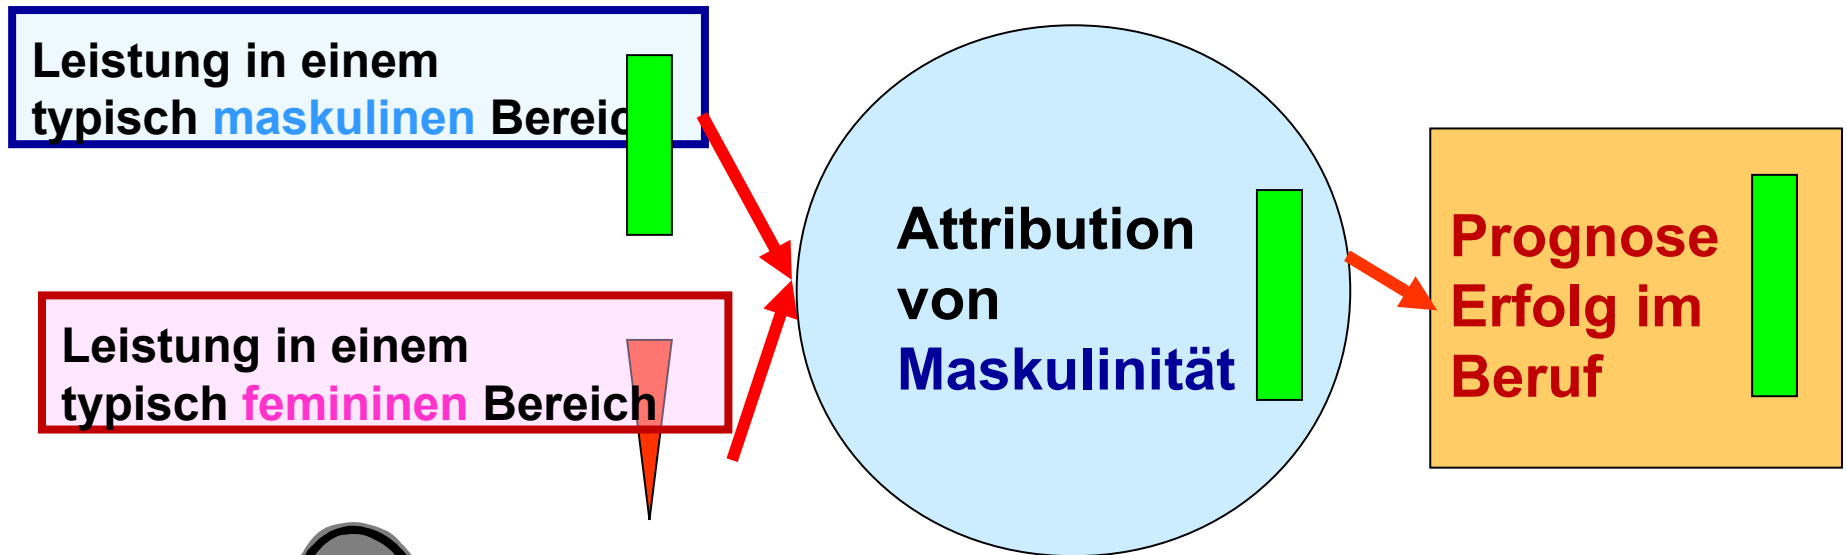 Leistung in einem
typisch maskulinen Bereic
Leistung in einem
typisch femininen Bereich
Attribution
von
Maskulinität
Prognose
Erfolg im
Beruf